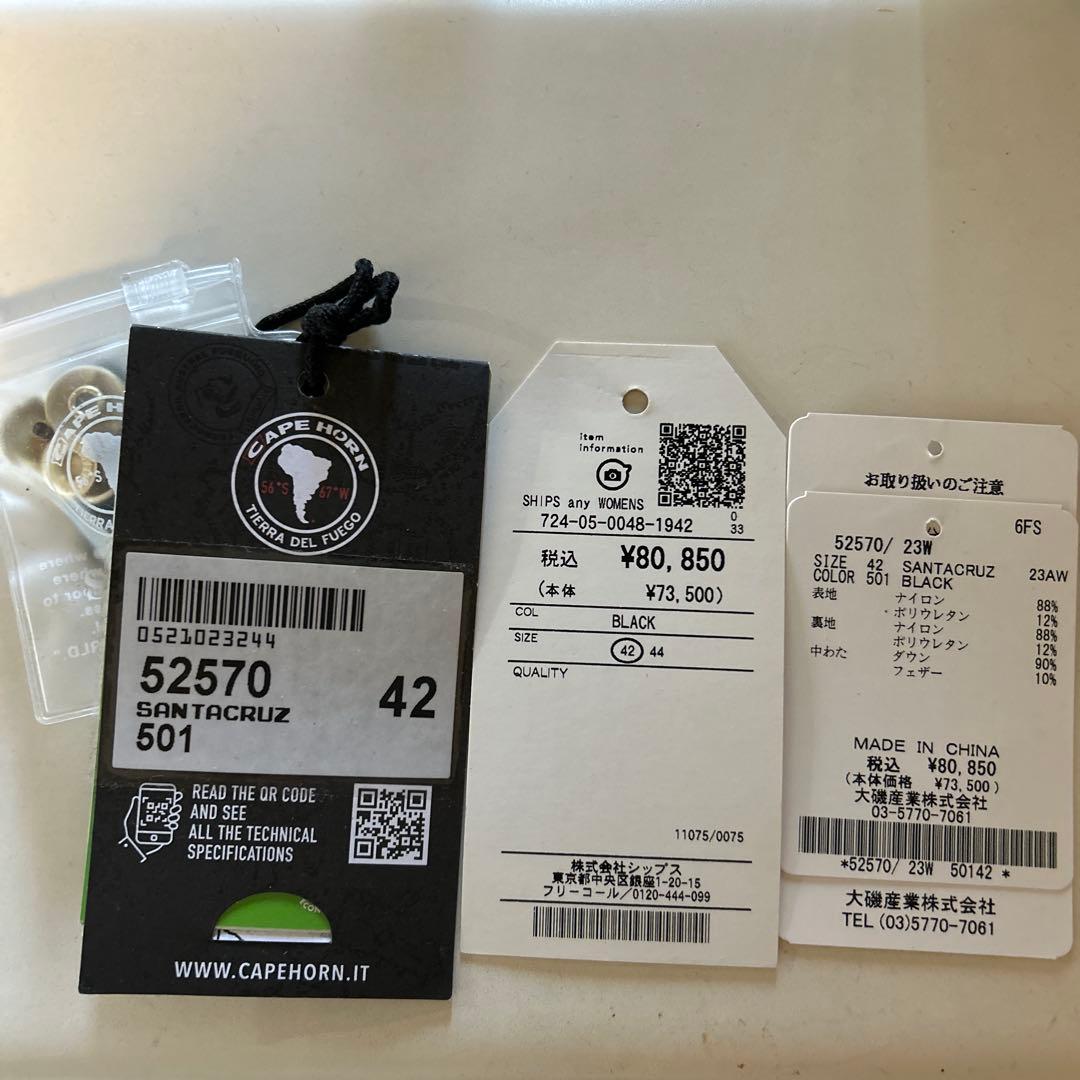 CAPE HORN
56°S 67°W
TIERRA DEL FUEGO
0521023244
52570
SANTACRUZ
501
42
READ THE QR CODE
AND SEE
ALL THE TECHNICAL
SPECIFICATIONS
WWW.CAPEHORN.IT
item
information
SHIPS any WOMENS
724-05-0048-1942
0
33
税込 ¥80,850
(本体 ¥73,500)
COL
BLACK
SIZE
42 44
QUALITY
11075/0075
株式会社シップス
東京都中央区銀座1-20-15
フリーコール/0120-444-099
お取り扱いのご注意
6FS
52570/ 23W
SIZE 42 SANTACRUZ 23AW
COLOR 501 BLACK
表地 ナイロン 88%
ポリウレタン 12%
裏地 ナイロン 88%
ポリウレタン 12%
中わた ダウン 90%
フェザー 10%
MADE IN CHINA
税込 ¥80,850
(本体価格 ¥73,500)
大磯産業株式会社
03-5770-7061
*52570/ 23W 50142 *
大磯産業株式会社
TEL (03)5770-7061